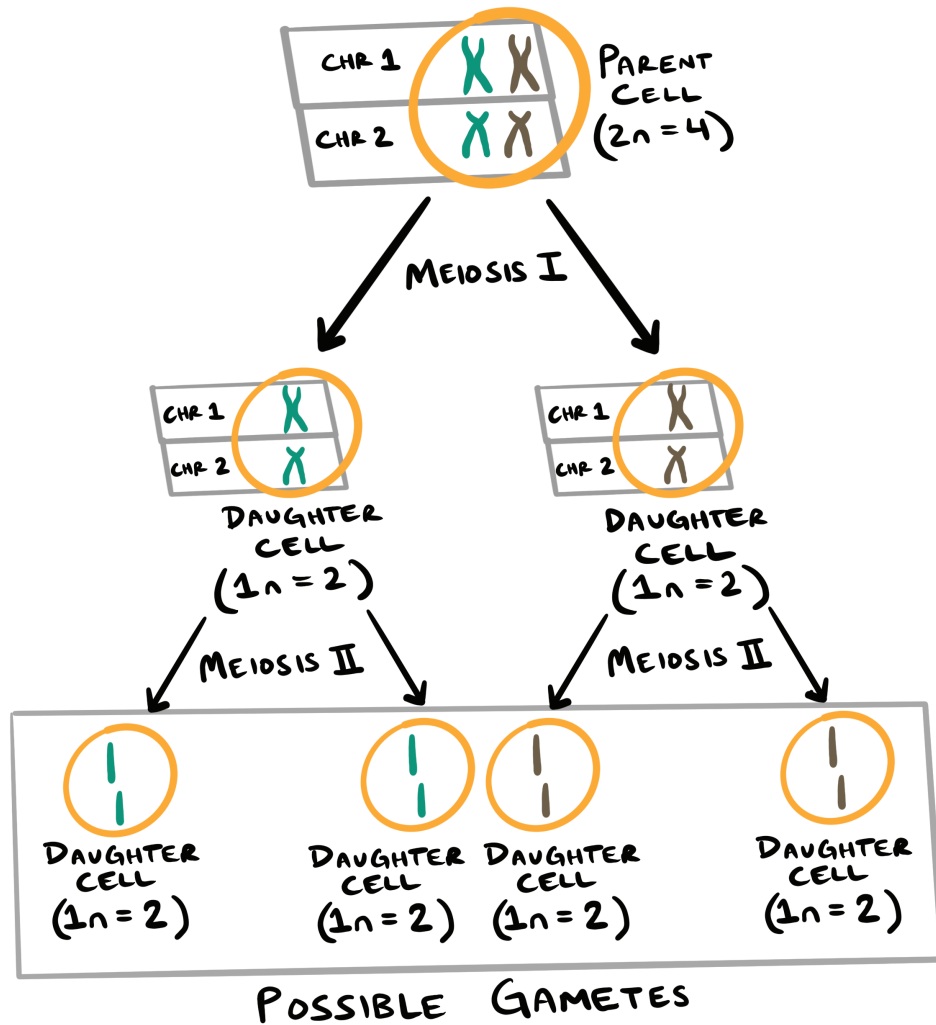 CHR 1
CHR 2
PARENT
CELL
(2n=4)
MEIOSIS I
CHR 1
CHR 2
DAUGHTER
CELL
(1n=2)
CHR 1
CHR 2
DAUGHTER
CELL
(1n=2)
MEIOSIS II
MEIOSIS II
DAUGHTER
CELL
(1n=2)
DAUGHTER
CELL
(1n=2)
DAUGHTER
CELL
(1n=2)
DAUGHTER
CELL
(1n=2)
POSSIBLE GAMETES